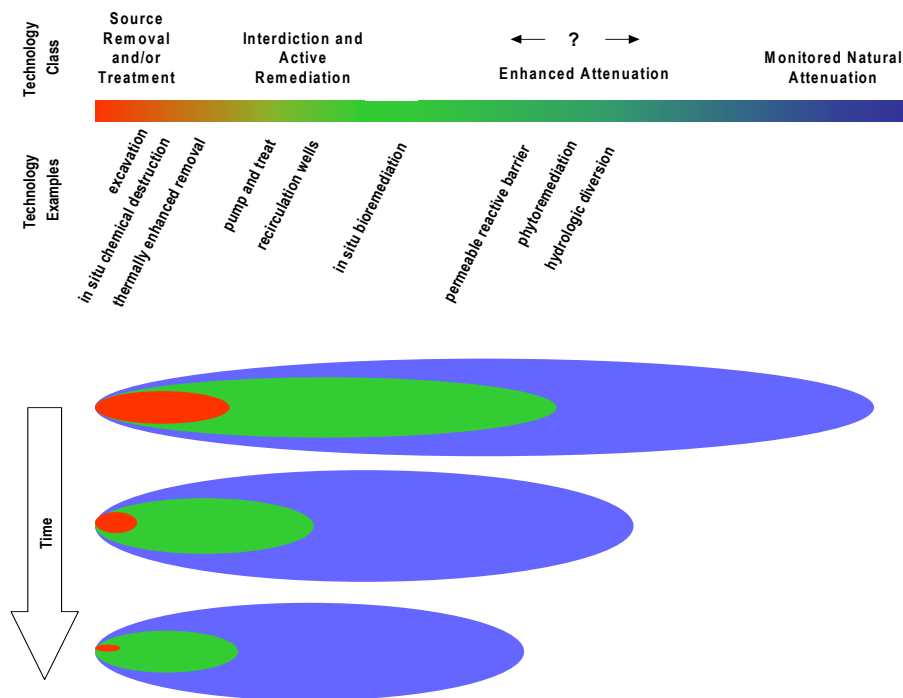 Technology
Class
Source
Removal
and/or
Treatment
Interdiction and
Active
Remediation
?
Enhanced Attenuation
Monitored Natural
Attenuation
Technology
Examples
excavation
in situ chemical destruction
thermally enhanced removal
pump and treat
recirculation wells
in situ bioremediation
permeable reactive barrier
phytoremediation
hydrologic diversion
Time